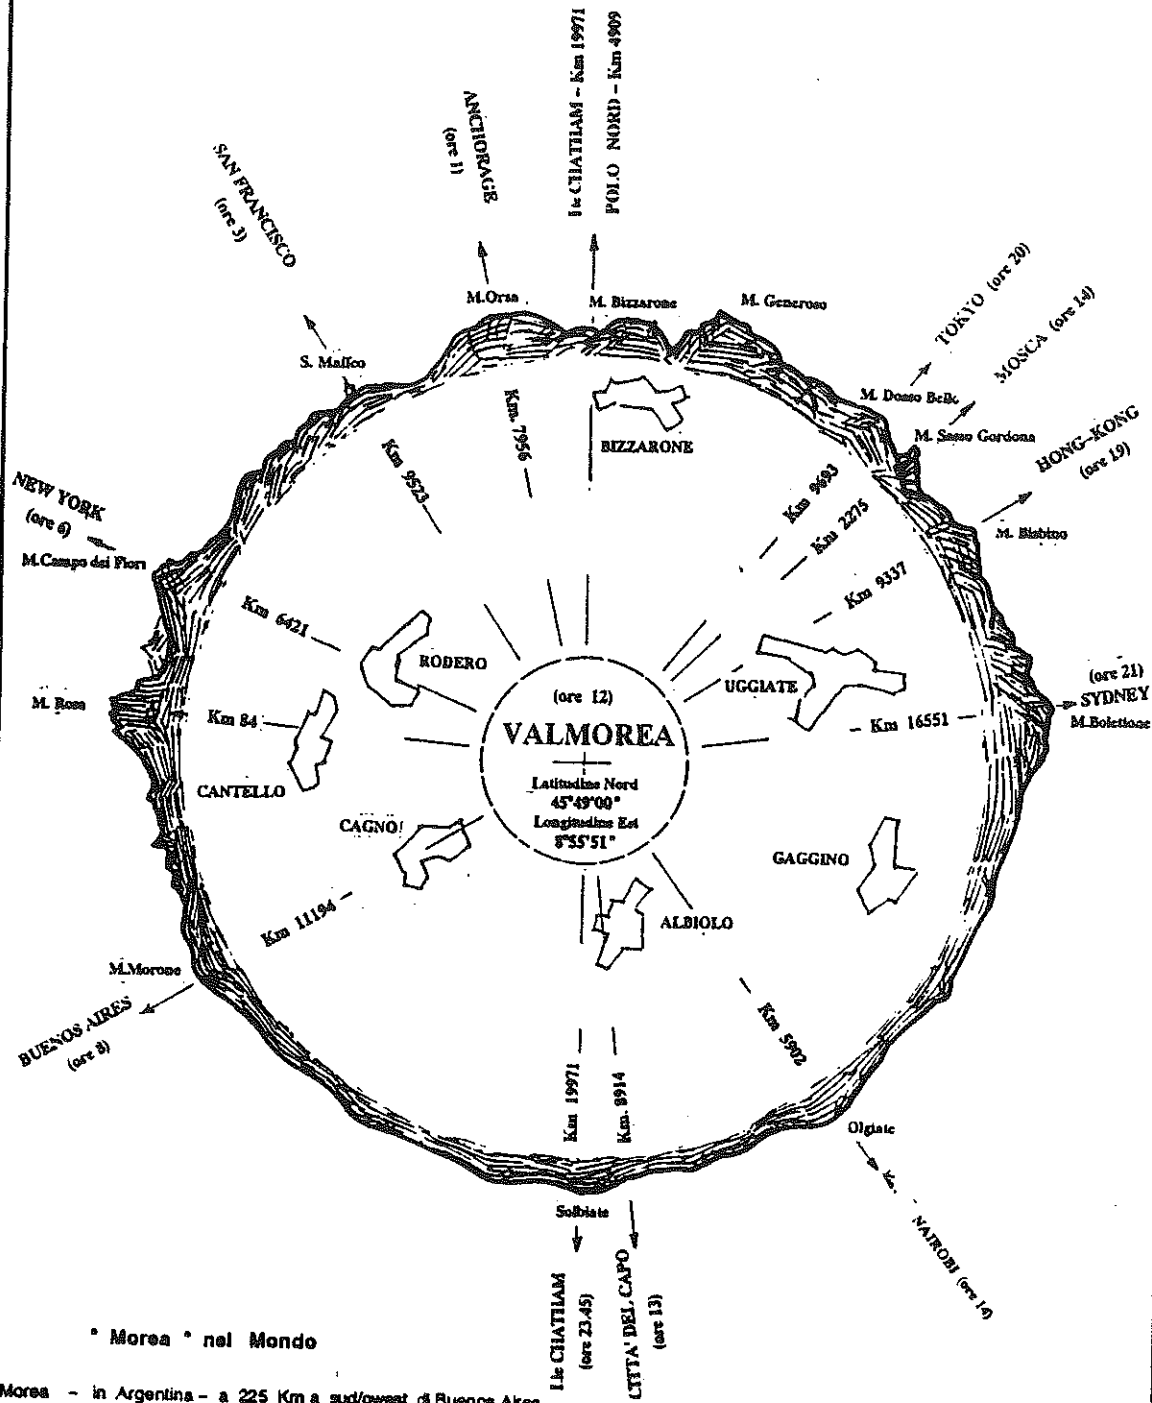 I.le CHATHAM - Km 19971
POLO NORD - Km 4909
ANCHORAGE
(ore 1)
SAN FRANCISCO
(ore 3)
M.Orsa
M. Bizzarone
M. Generoso
TOKYO (ore 20)
MOSCA (ore 14)
S. Maffeo
M. Dosso Bello
M. Sasso Gordona
HONG-KONG
(ore 19)
Km. 7956
BIZZARONE
Km 9523
Km 9693
Km 2275
NEW YORK
(ore 6)
M.Campo dei Fiori
M. Bisbino
Km 9337
Km 6421
RODERO
UGGIATE
(ore 21)
SYDNEY
M.Bolettone
M. Rosa
Km 84
Km 16551
(ore 12)
VALMOREA
Latitudine Nord
45°49'00"
Longitudine Est
8°55'51"
CANTELLO
CAGNO
GAGGINO
ALBIOLO
Km 11194
M.Morone
BUENOS AIRES
(ore 8)
Km 5902
Km 19971
Km. 8914
Olgiate
NAIROBI (ore 14)
Solbiate
I.le CHATHAM
(ore 23.45)
CITTA' DEL CAPO
(ore 13)
" Morea " nel Mondo
Morea - in Argentina - a 225 Km a sud/owest di Buenos Aires